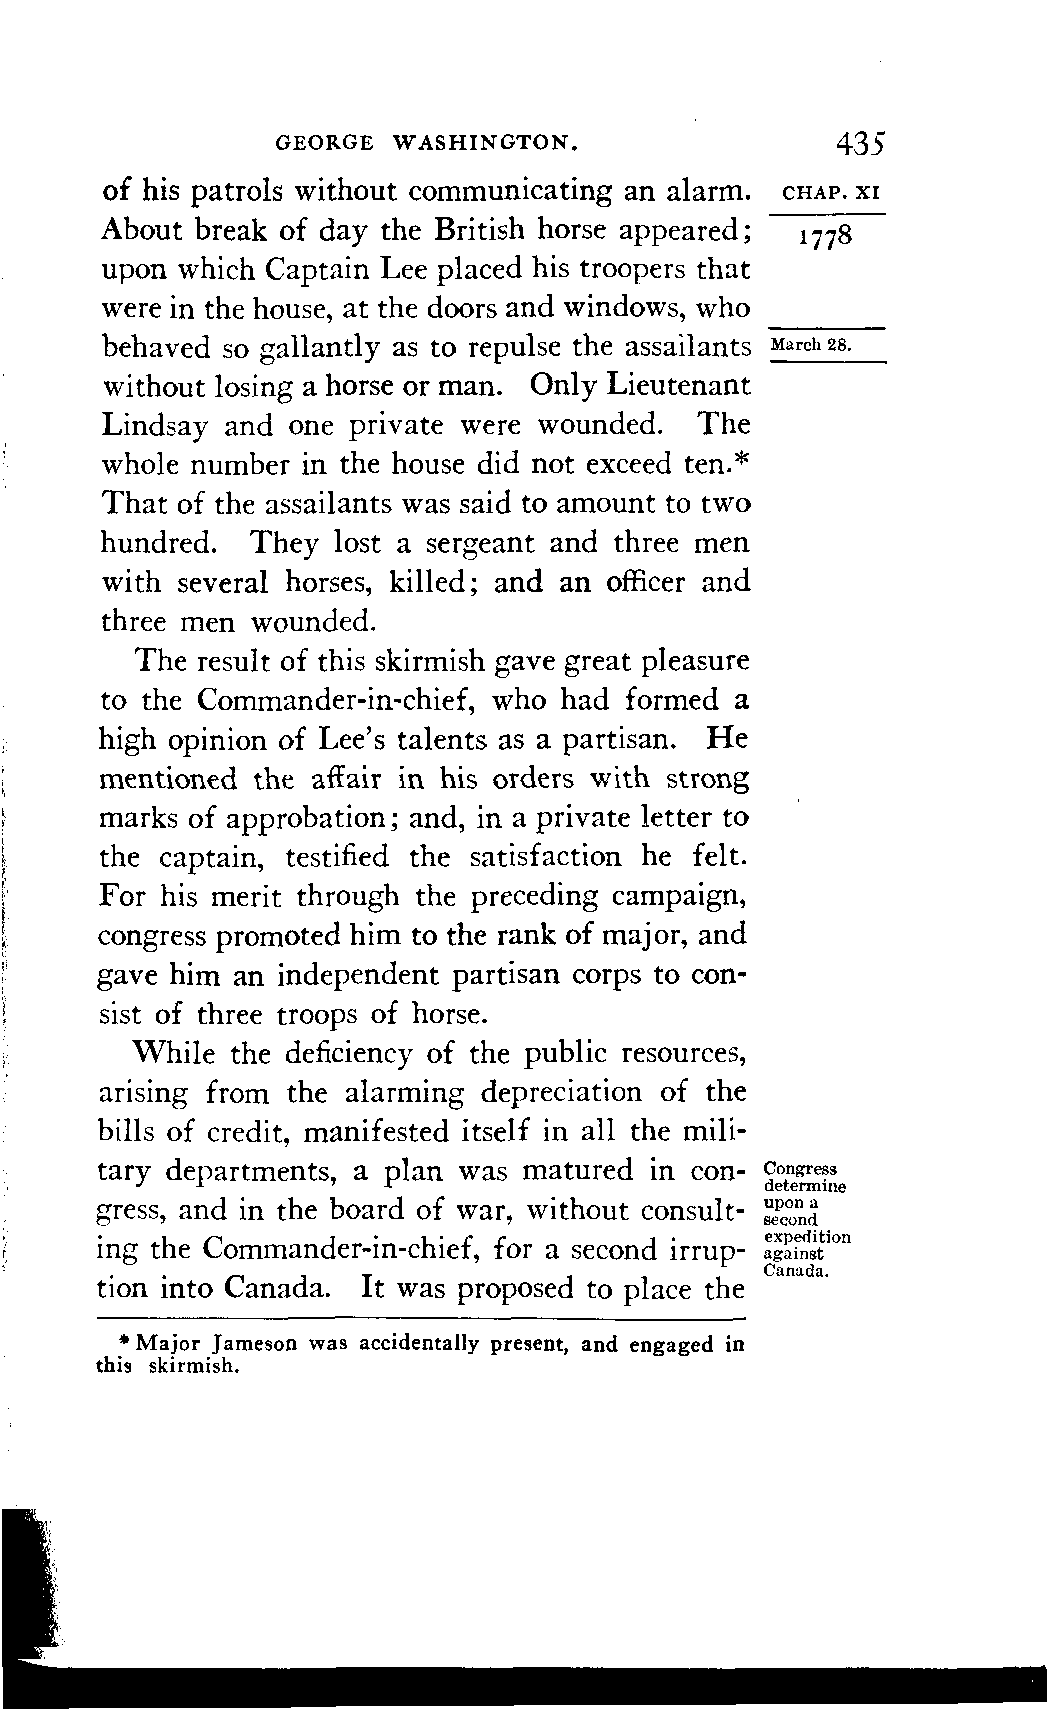 GEORGE WASHINGTON. 435
of his patrols without communicating an alarm. CHAP. XI
About break of day the British horse appeared; 1778
upon which Captain Lee placed his troopers that
were in the house, at the doors and windows, who
behaved so gallantly as to repulse the assailants March 28.
without losing a horse or man. Only Lieutenant
Lindsay and one private were wounded. The
whole number in the house did not exceed ten.*
That of the assailants was said to amount to two
hundred. They lost a sergeant and three men
with several horses, killed; and an officer and
three men wounded.
The result of this skirmish gave great pleasure
to the Commander-in-chief, who had formed a
high opinion of Lee's talents as a partisan. He
mentioned the affair in his orders with strong
marks of approbation; and, in a private letter to
the captain, testified the satisfaction he felt.
For his merit through the preceding campaign,
congress promoted him to the rank of major, and
gave him an independent partisan corps to con-
sist of three troops of horse.
While the deficiency of the public resources,
arising from the alarming depreciation of the
bills of credit, manifested itself in all the mili-
tary departments, a plan was matured in con-
gress, and in the board of war, without consult-
ing the Commander-in-chief, for a second irrup-
tion into Canada. It was proposed to place the
Congress
determine
upon a
second
expedition
against
Canada.
* Major Jameson was accidentally present, and engaged in
this skirmish.